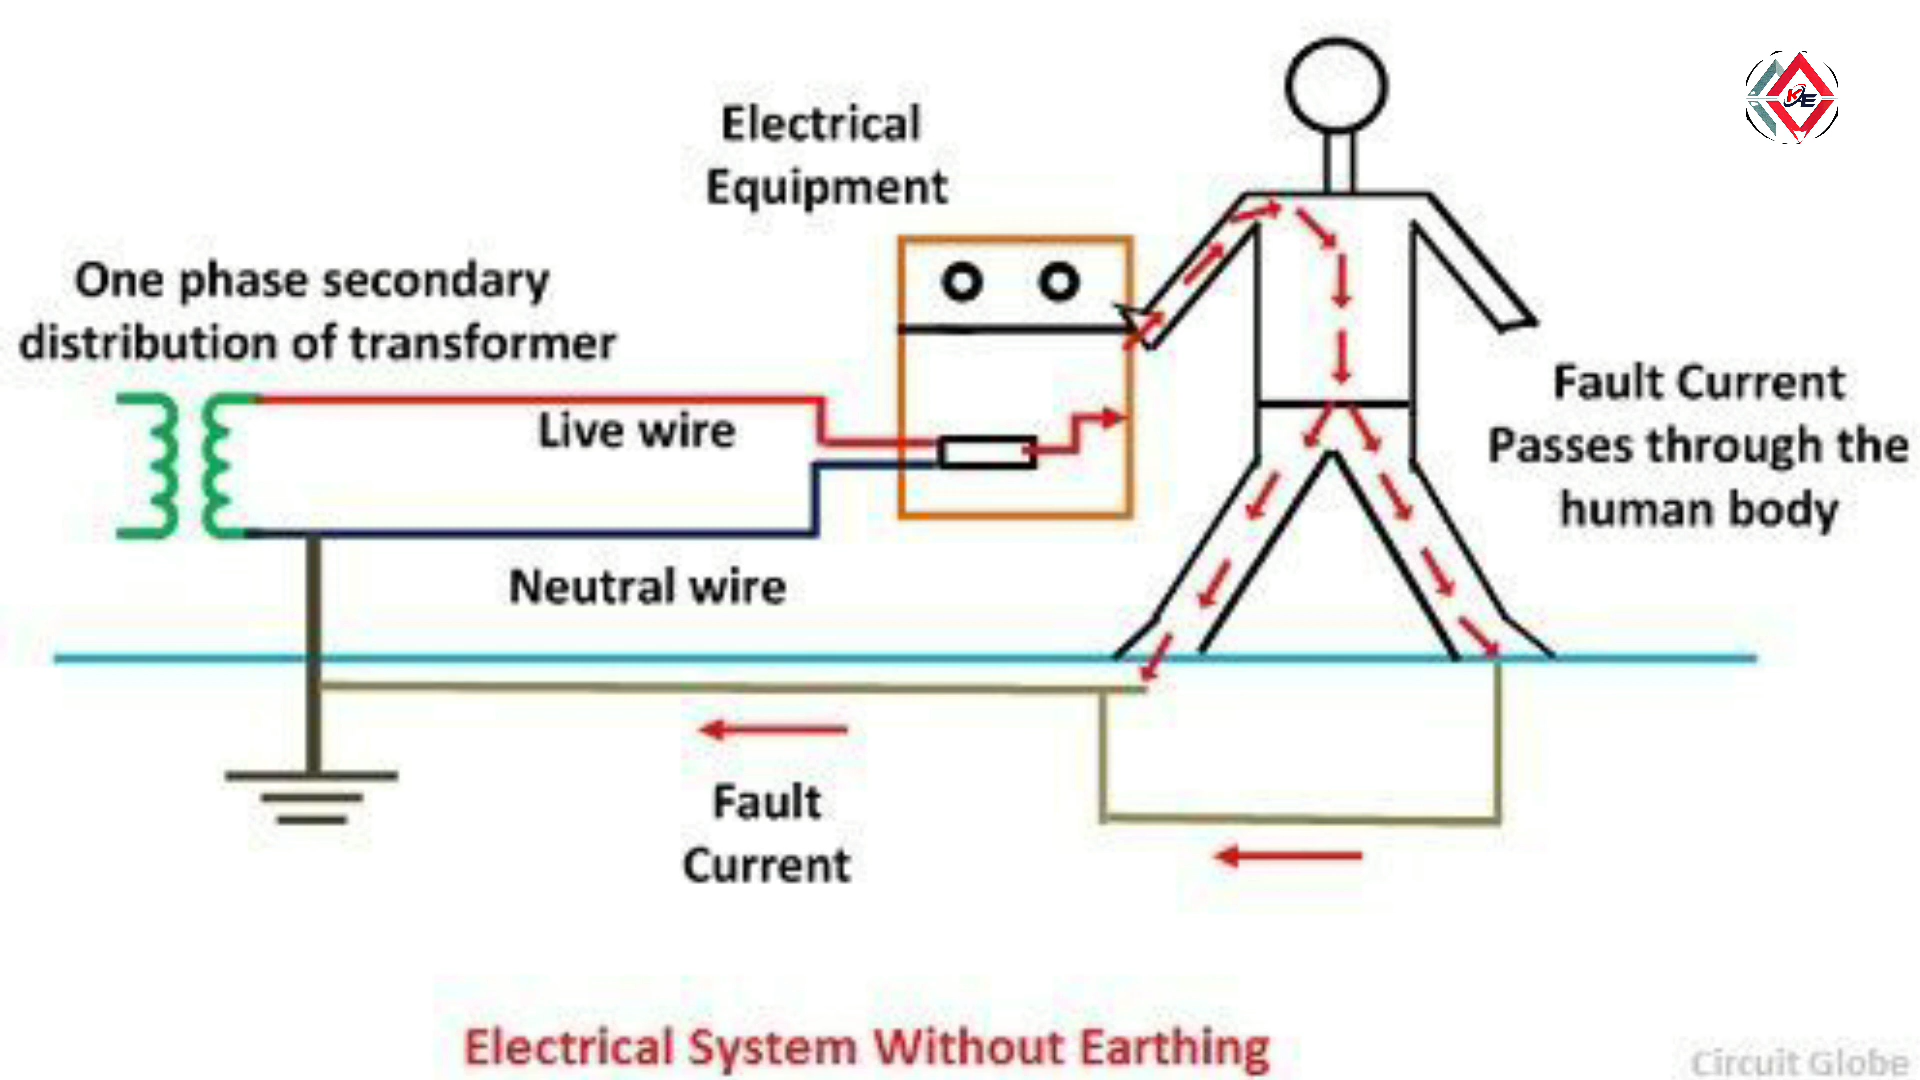 Electrical
Equipment
One phase secondary
distribution of transformer
Live wire
Neutral wire
Fault Current
Passes through the
human body
Fault
Current
Electrical System Without Earthing
Circuit Globe
KE